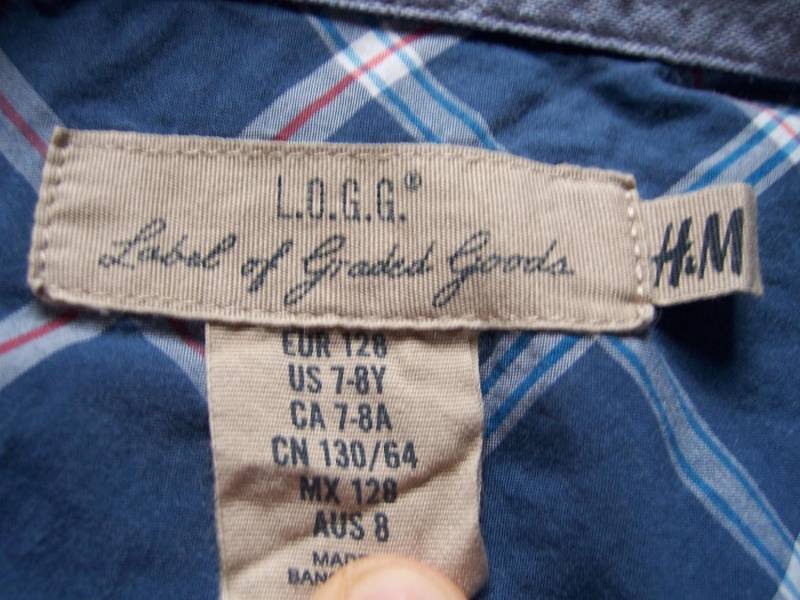 L.O.G.G.®
Label of Graded Goods
H&M
EUR 128
US 7-8Y
CA 7-8A
CN 130/64
MX 128
AUS 8